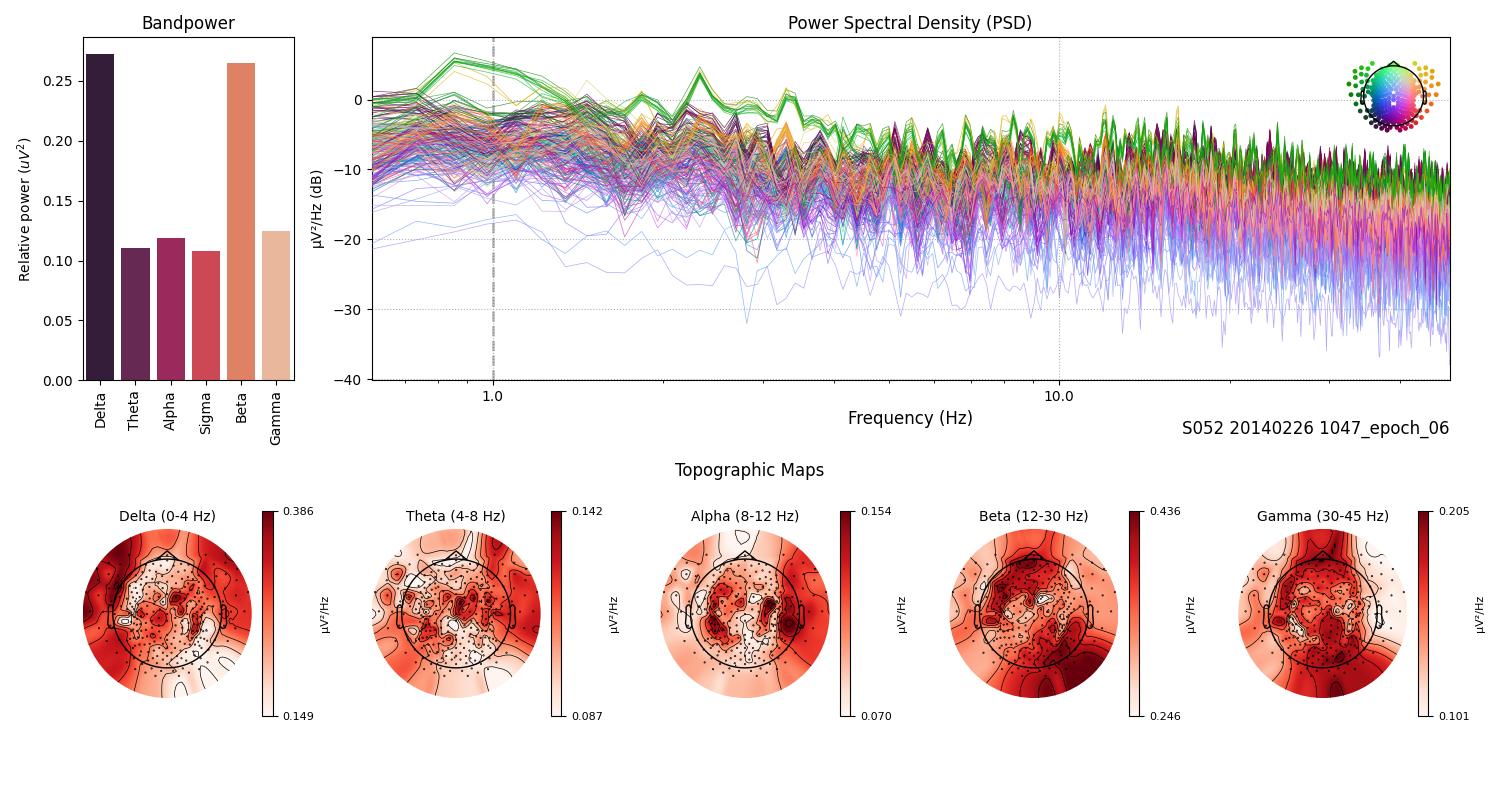 Bandpower
Relative power (uV²)
0.25
0.20
0.15
0.10
0.05
0.00
Delta
Theta
Alpha
Sigma
Beta
Gamma
Power Spectral Density (PSD)
µV²/Hz (dB)
0
−10
−20
−30
−40
1.0
10.0
Frequency (Hz)
S052 20140226 1047_epoch_06
Topographic Maps
Delta (0-4 Hz)
0.386
µV²/Hz
0.149
Theta (4-8 Hz)
0.142
µV²/Hz
0.087
Alpha (8-12 Hz)
0.154
µV²/Hz
0.070
Beta (12-30 Hz)
0.436
µV²/Hz
0.246
Gamma (30-45 Hz)
0.205
µV²/Hz
0.101